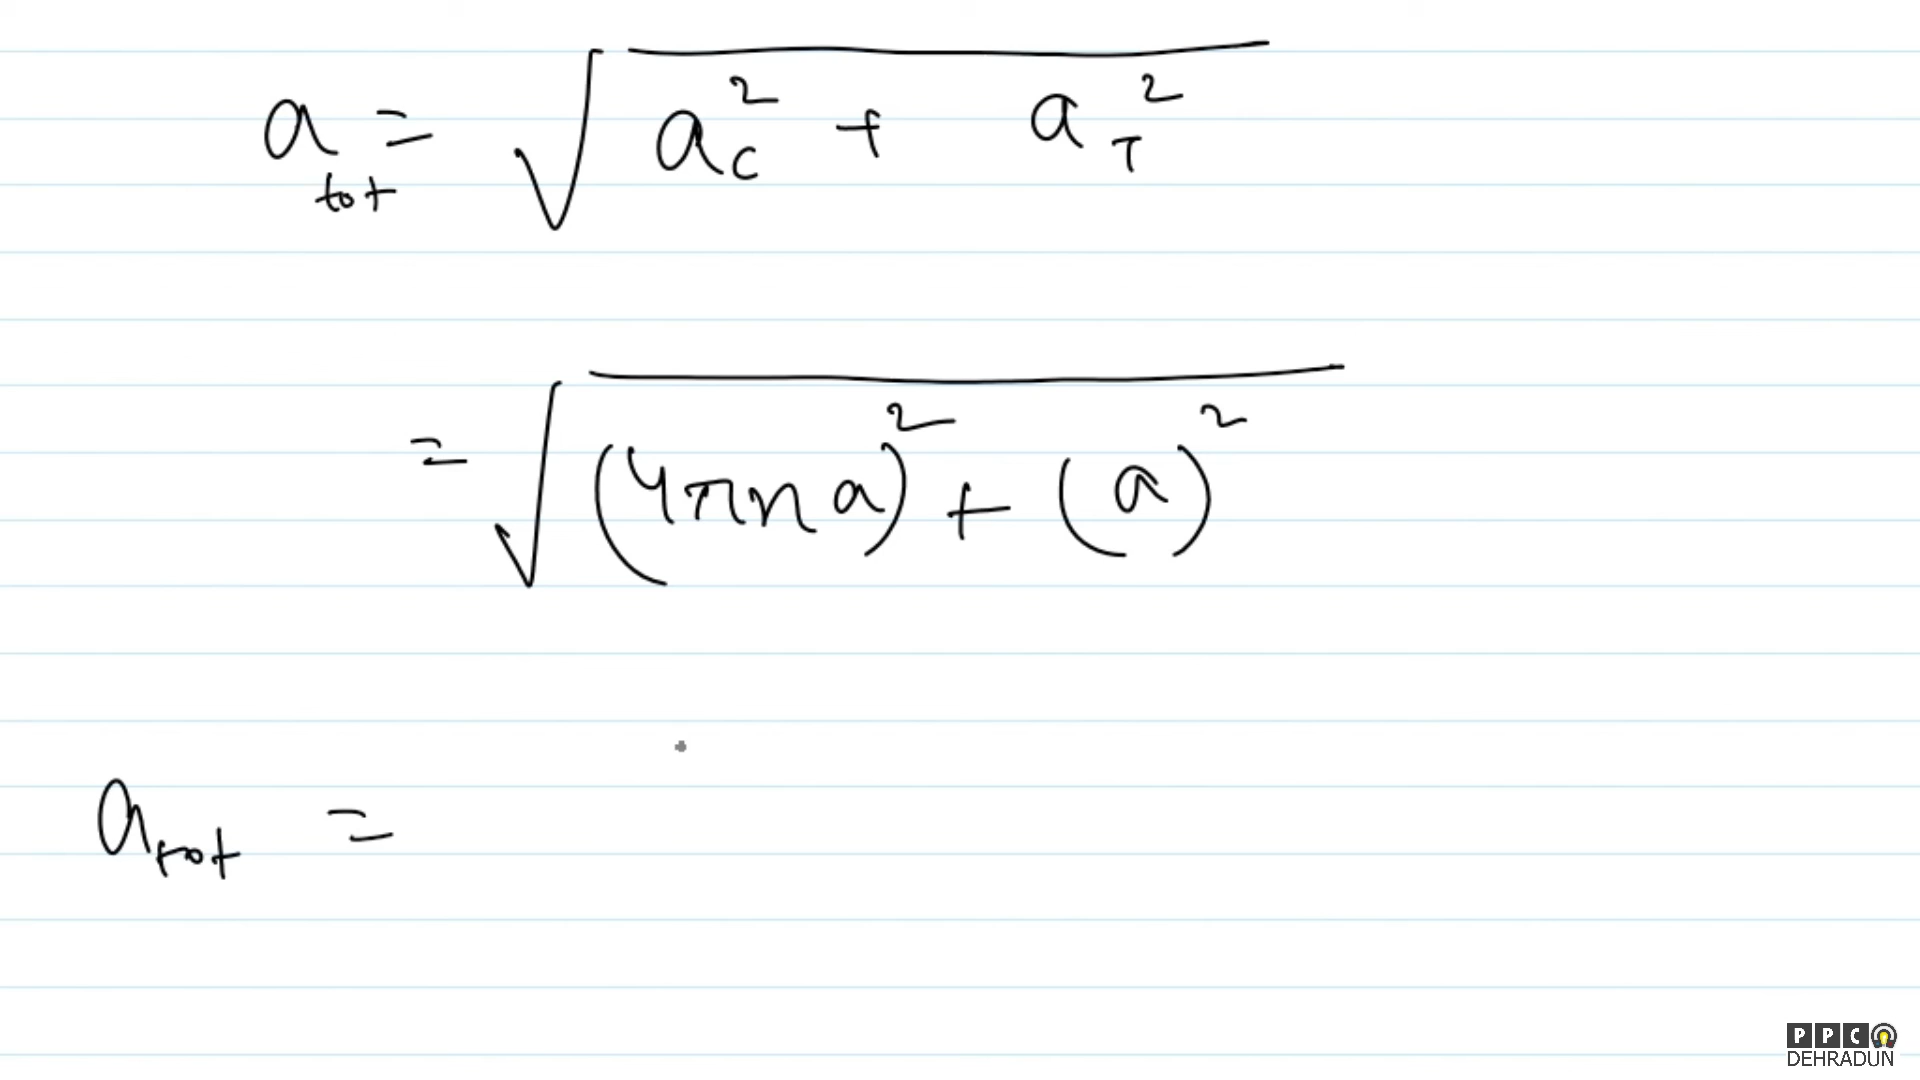 a_tot = √(a_c² + a_T²)
= √((4πna)² + (a)²)
a_tot =
PPC
DEHRADUN